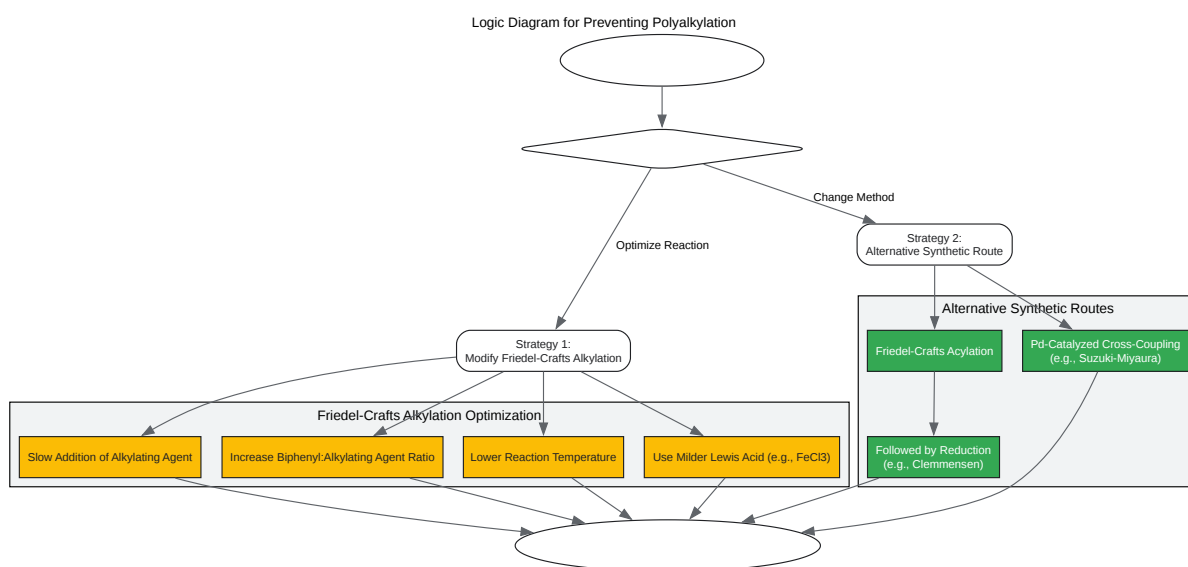 Logic Diagram for Preventing Polyalkylation
Change Method
Optimize Reaction
Strategy 2:
Alternative Synthetic Route
Alternative Synthetic Routes
Strategy 1:
Modify Friedel-Crafts Alkylation
Friedel-Crafts Acylation
Pd-Catalyzed Cross-Coupling
(e.g., Suzuki-Miyaura)
Friedel-Crafts Alkylation Optimization
Slow Addition of Alkylating Agent
Increase Biphenyl:Alkylating Agent Ratio
Lower Reaction Temperature
Use Milder Lewis Acid (e.g., FeCl3)
Followed by Reduction
(e.g., Clemmensen)